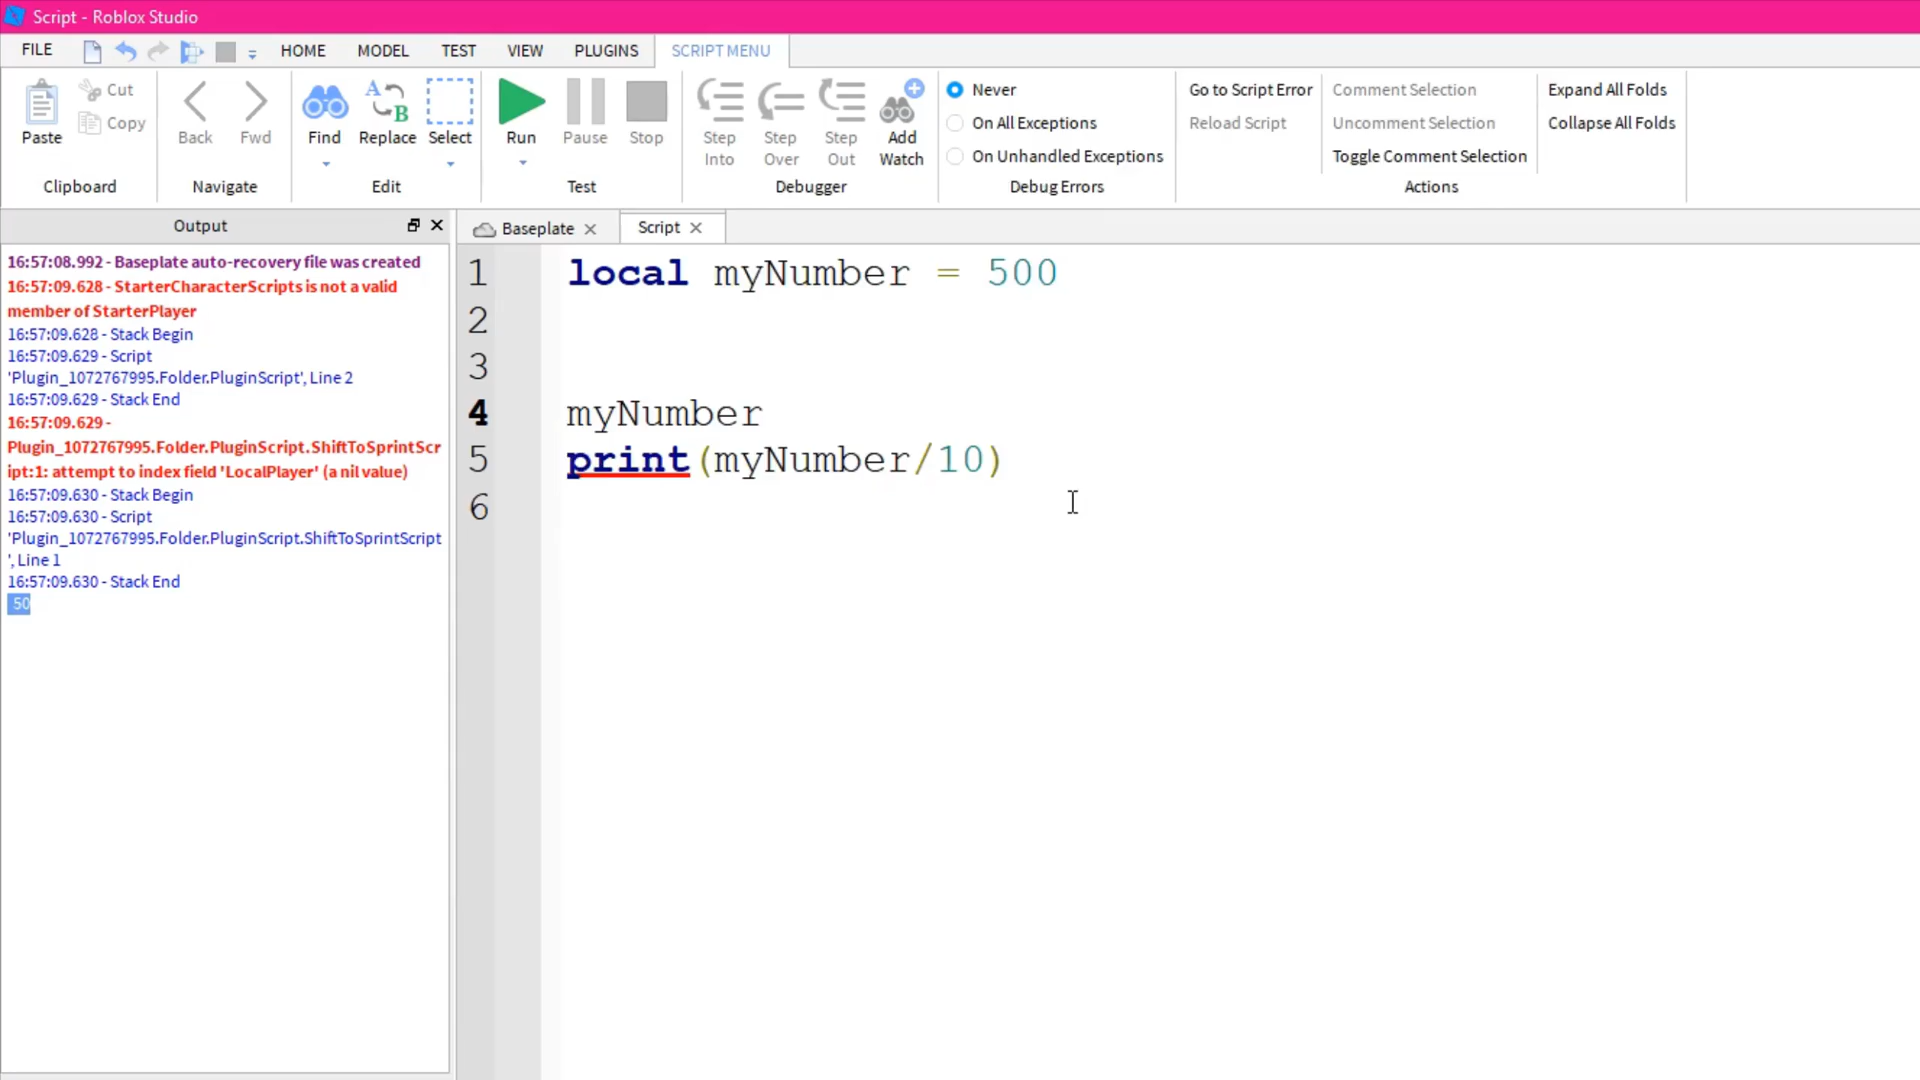 Script - Roblox Studio
FILE HOME MODEL TEST VIEW PLUGINS SCRIPT MENU
Paste
Cut
Copy
Clipboard
Back
Fwd
Navigate
Find
Replace
Select
Edit
Run
Pause
Stop
Test
Step Into
Step Over
Step Out
Add Watch
Debugger
Never
On All Exceptions
On Unhandled Exceptions
Debug Errors
Go to Script Error
Reload Script
Comment Selection
Uncomment Selection
Toggle Comment Selection
Actions
Expand All Folds
Collapse All Folds
Output
16:57:08.992 - Baseplate auto-recovery file was created
16:57:09.628 - StarterCharacterScripts is not a valid
member of StarterPlayer
16:57:09.628 - Stack Begin
16:57:09.629 - Script
'Plugin_1072767995.Folder.PluginScript', Line 2
16:57:09.629 - Stack End
16:57:09.629 -
Plugin_1072767995.Folder.PluginScript.ShiftToSprintScr
ipt:1: attempt to index field 'LocalPlayer' (a nil value)
16:57:09.630 - Stack Begin
16:57:09.630 - Script
'Plugin_1072767995.Folder.PluginScript.ShiftToSprintScript
', Line 1
16:57:09.630 - Stack End
50
Baseplate
Script
1 local myNumber = 500
2
3
4 myNumber
5 print(myNumber/10)
6